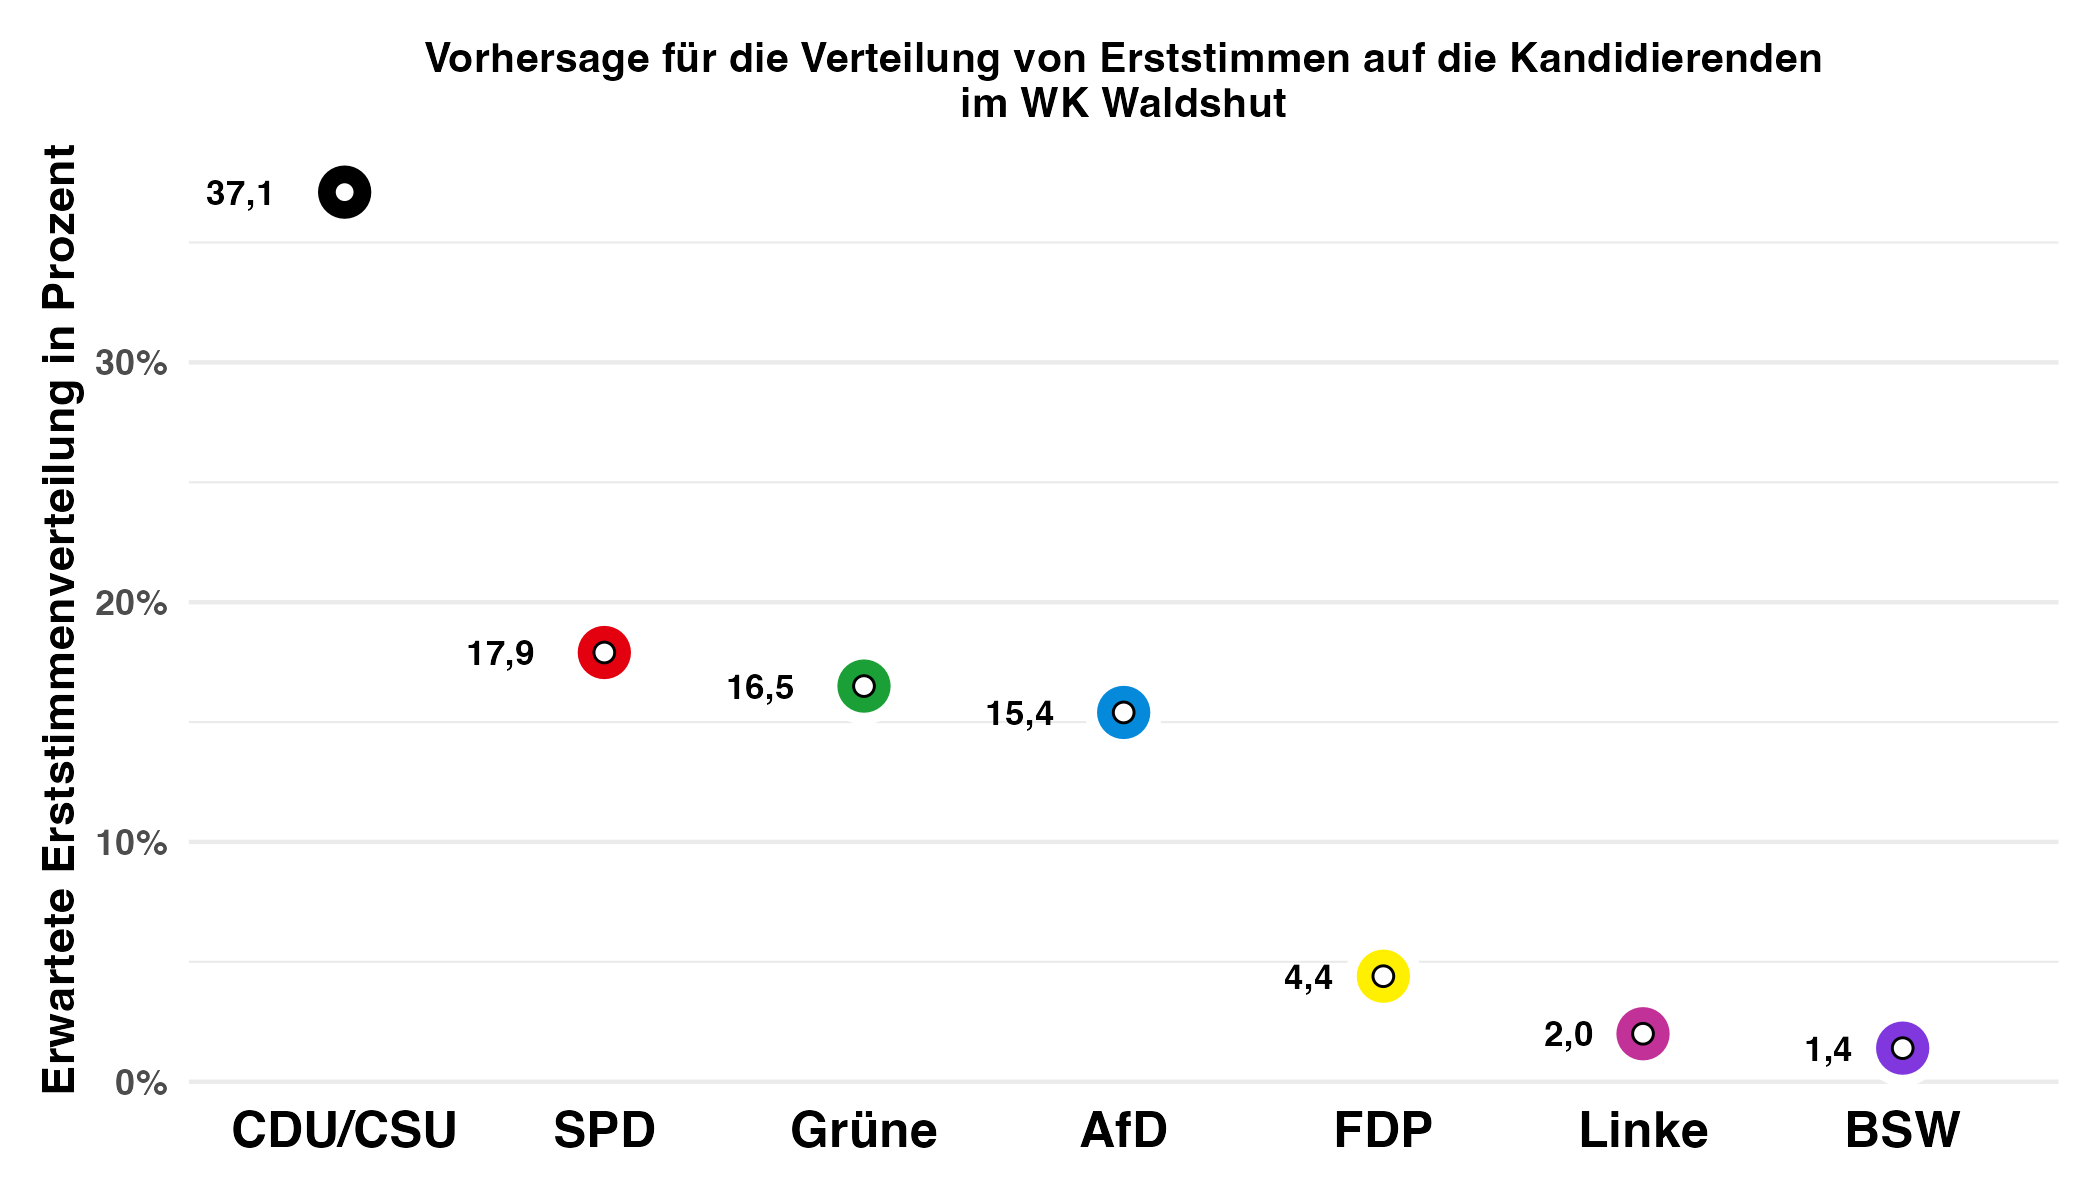 Vorhersage für die Verteilung von Erststimmen auf die Kandidierenden
im WK Waldshut
Erwartete Erststimmenverteilung in Prozent
37,1
30%
20%
17,9
16,5
15,4
10%
4,4
2,0
1,4
0%
CDU/CSU SPD Grüne AfD FDP Linke BSW